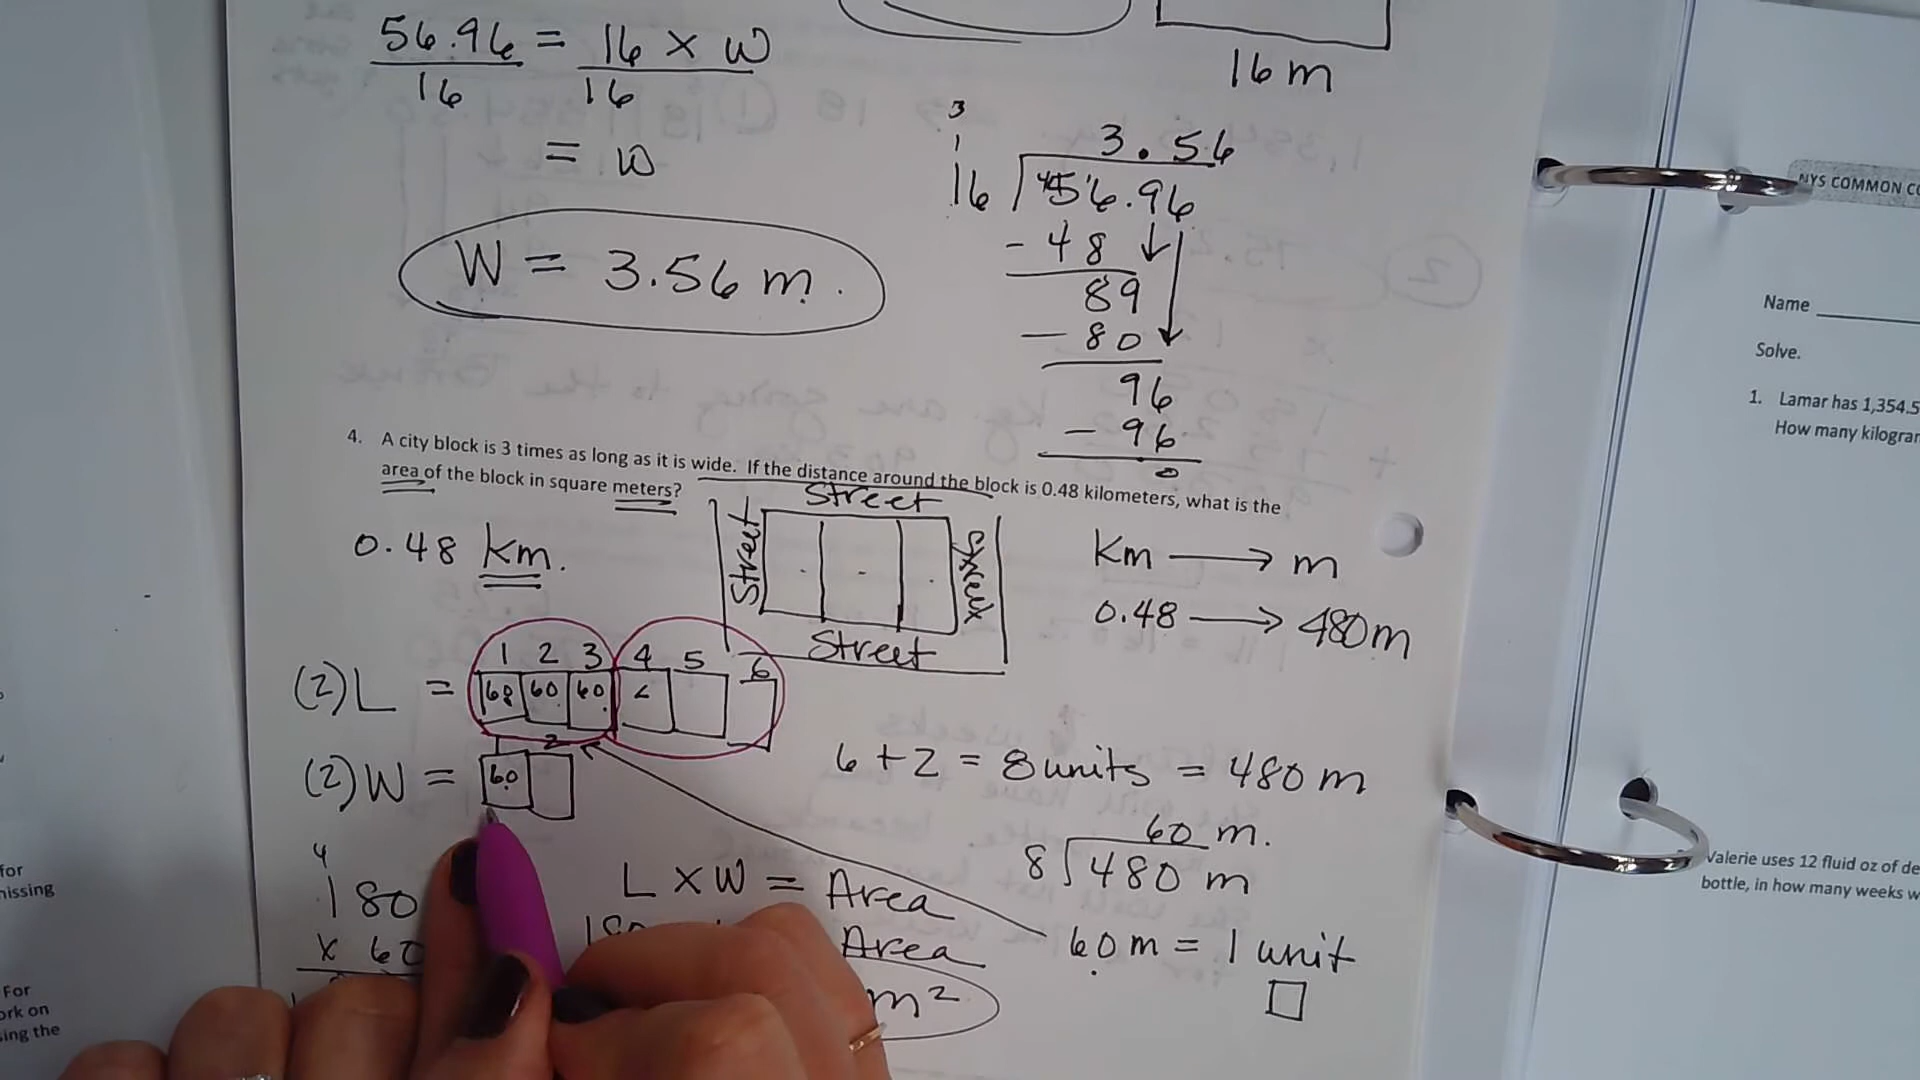 56.96 = 16 x W
16 16
= W
W = 3.56 m.
16 m
3
1
3.56
16 56.96
- 48
89
- 80
96
- 96
0
4. A city block is 3 times as long as it is wide. If the distance around the block is 0.48 kilometers, what is the
area of the block in square meters?
0.48 km.
Street
Street
Street
Street
Km → m
0.48 → 480m
1 2 3 4 5 6
(2)L = 60 60 60
2
(2)W = 60
6 + 2 = 8 units = 480 m
60 m.
8 480 m
60 m = 1 unit
4
180
x 60
L x W = Area
Area
m²
NYS COMMON
Name
Solve.
1. Lamar has 1,354.5
How many
Valerie uses 12 fluid oz of
bottle, in how many weeks
for
For
ork on
ing the